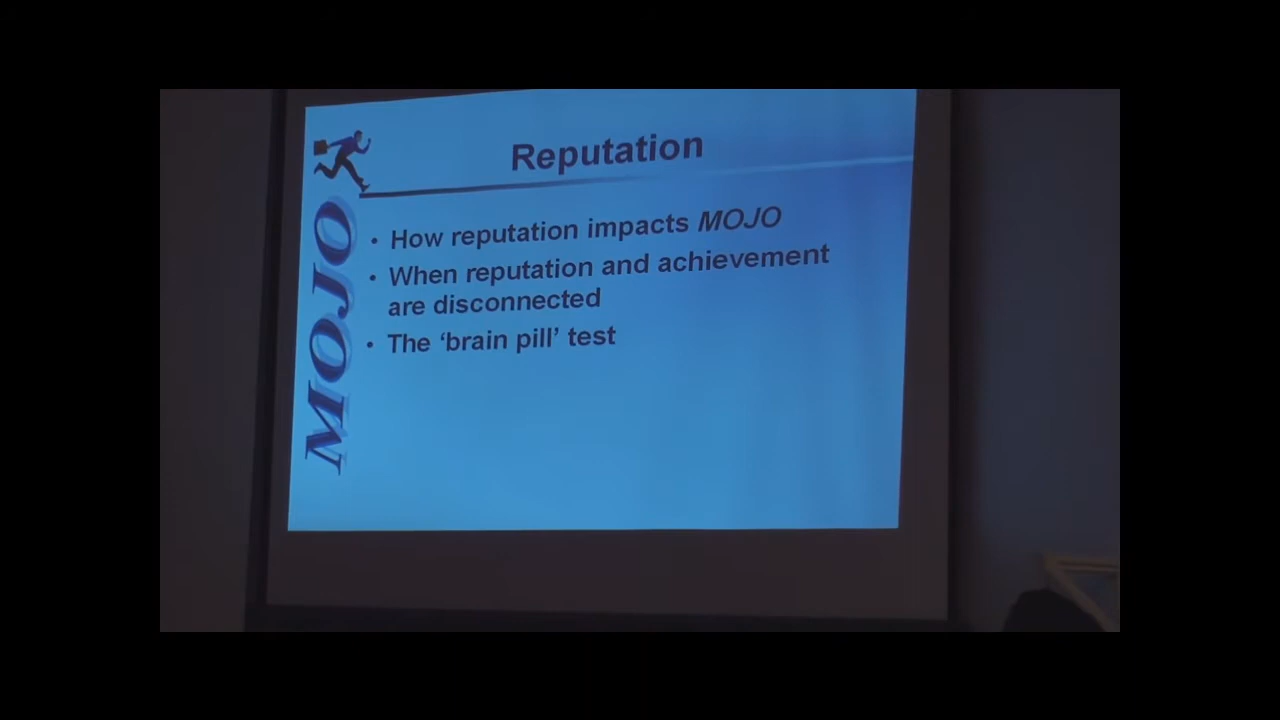 Reputation
MOJO
• How reputation impacts MOJO
• When reputation and achievement
are disconnected
• The ‘brain pill’ test